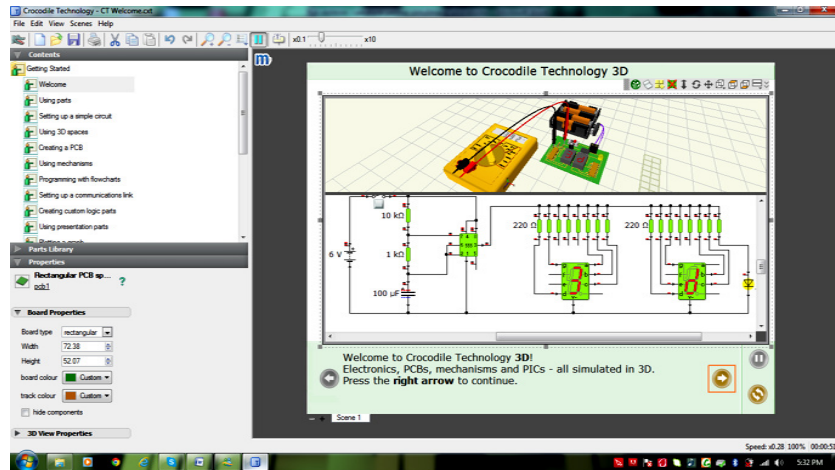 Crocodile Technology - CT Welcome.cxt
File Edit View Scenes Help
x0.1 x10
Contents
Getting Started
Welcome
Using parts
Setting up a simple circuit
Using 3D spaces
Creating a PCB
Using mechanisms
Programming with flowcharts
Setting up a communications link
Creating custom logic parts
Using presentation parts
Parts Library
Properties
Rectangular PCB sp...
pcb1
?
Board Properties
Board type rectangular
Width 72.38
Height 52.07
board colour Custom
track colour Custom
hide components
3D View Properties
m
Welcome to Crocodile Technology 3D
10 kΩ
220 Ω
220 Ω
6 V
1 kΩ
100 µF
Welcome to Crocodile Technology 3D!
Electronics, PCBs, mechanisms and PICs - all simulated in 3D.
Press the right arrow to continue.
Scene 1
Speed: x0.28 100% 00:00:5
5:32 PM